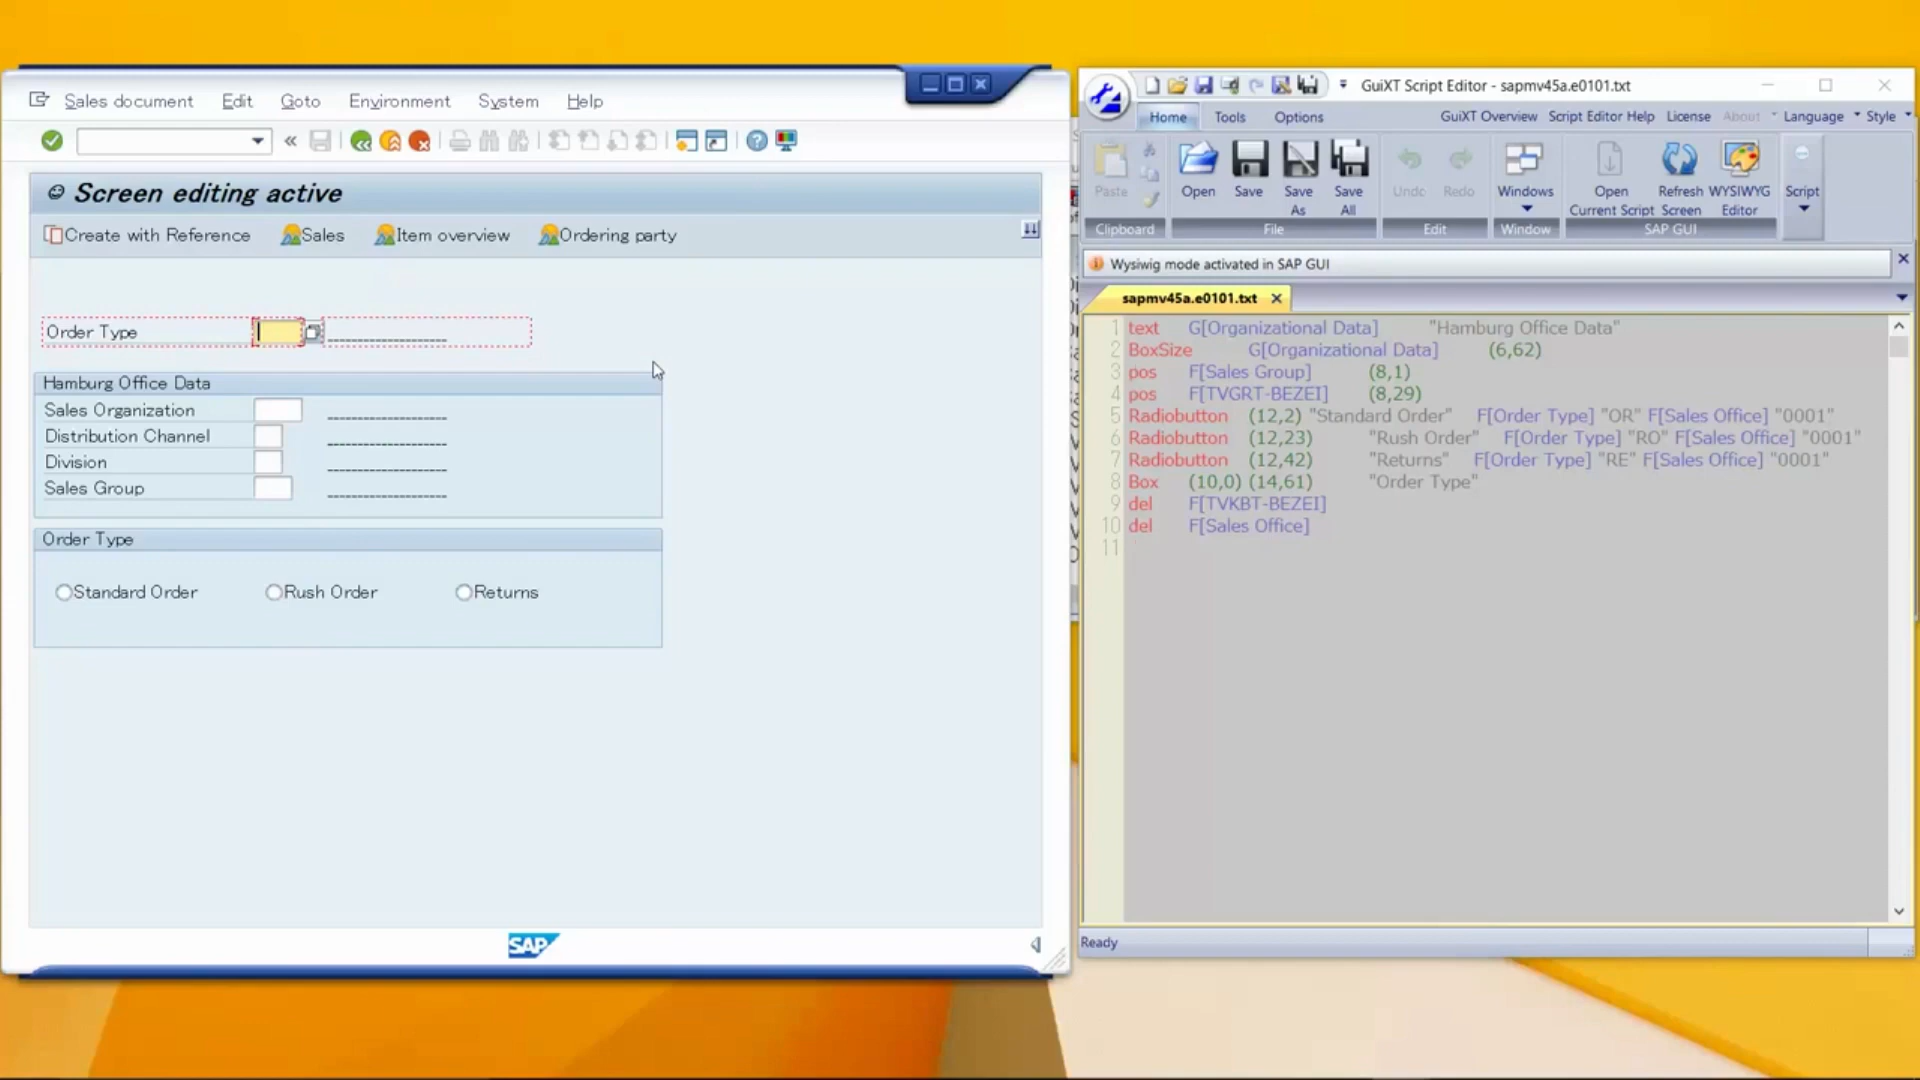 Sales document Edit Goto Environment System Help
Screen editing active
Create with Reference Sales Item overview Ordering party
Order Type
Hamburg Office Data
Sales Organization
Distribution Channel
Division
Sales Group
Order Type
Standard Order Rush Order Returns
SAP
GuiXT Script Editor - sapmv45a.e0101.txt
Home Tools Options GuiXT Overview Script Editor Help License About Language Style
Paste Open Save Save As Save All Undo Redo Windows Open Current Script Refresh Screen WYSIWYG Editor Script
Clipboard File Edit Window SAP GUI
Wysiwig mode activated in SAP GUI
sapmv45a.e0101.txt
1 text G[Organizational Data] "Hamburg Office Data"
2 BoxSize G[Organizational Data] (6,62)
3 pos F[Sales Group] (8,1)
4 pos F[TVGRT-BEZEI] (8,29)
5 Radiobutton (12,2) "Standard Order" F[Order Type] "OR" F[Sales Office] "0001"
6 Radiobutton (12,23) "Rush Order" F[Order Type] "RO" F[Sales Office] "0001"
7 Radiobutton (12,42) "Returns" F[Order Type] "RE" F[Sales Office] "0001"
8 Box (10,0) (14,61) "Order Type"
9 del F[TVKBT-BEZEI]
10 del F[Sales Office]
11
Ready